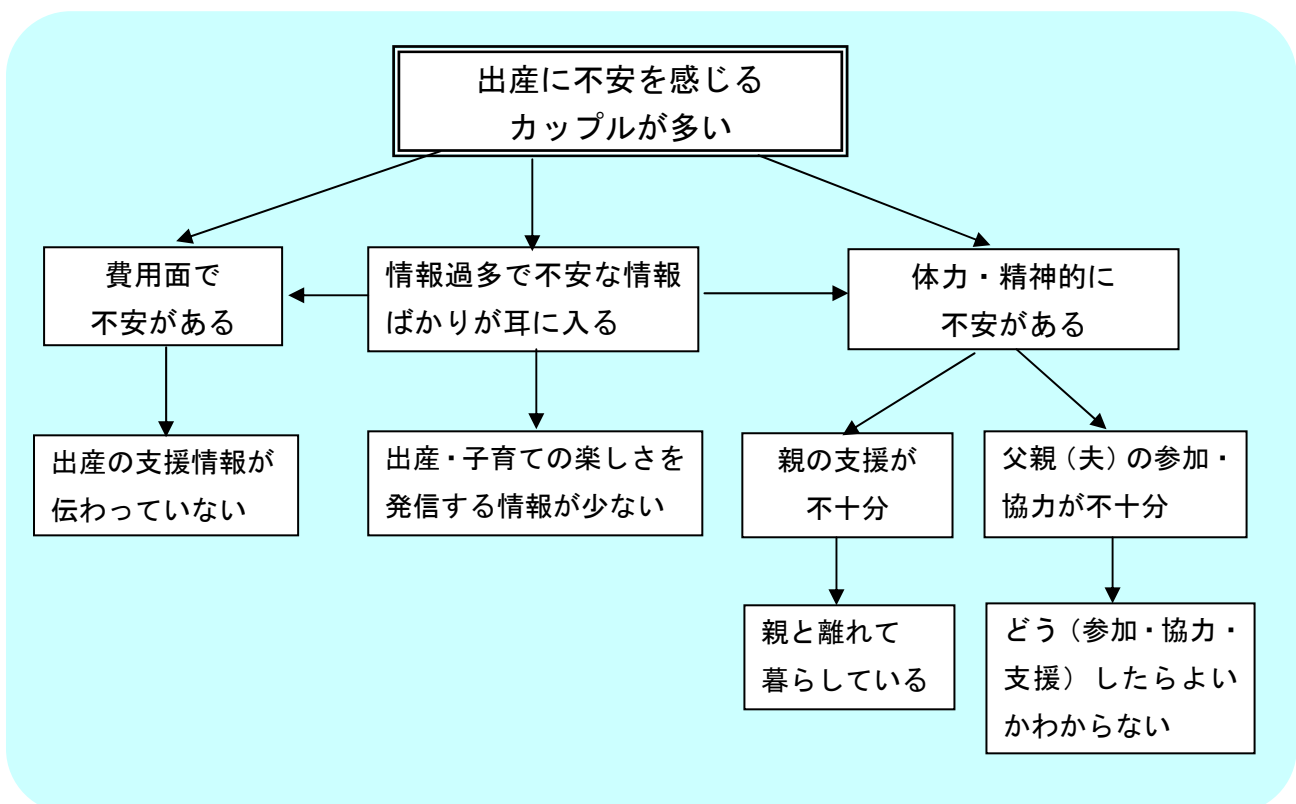 出産に不安を感じる
カップルが多い
費用面で
不安がある
情報過多で不安な情報
ばかりが耳に入る
体力・精神的に
不安がある
出産の支援情報が
伝わっていない
出産・子育ての楽しさを
発信する情報が少ない
親の支援が
不十分
父親（夫）の参加・
協力が不十分
親と離れて
暮らしている
どう（参加・協力・
支援）したらよい
かわからない